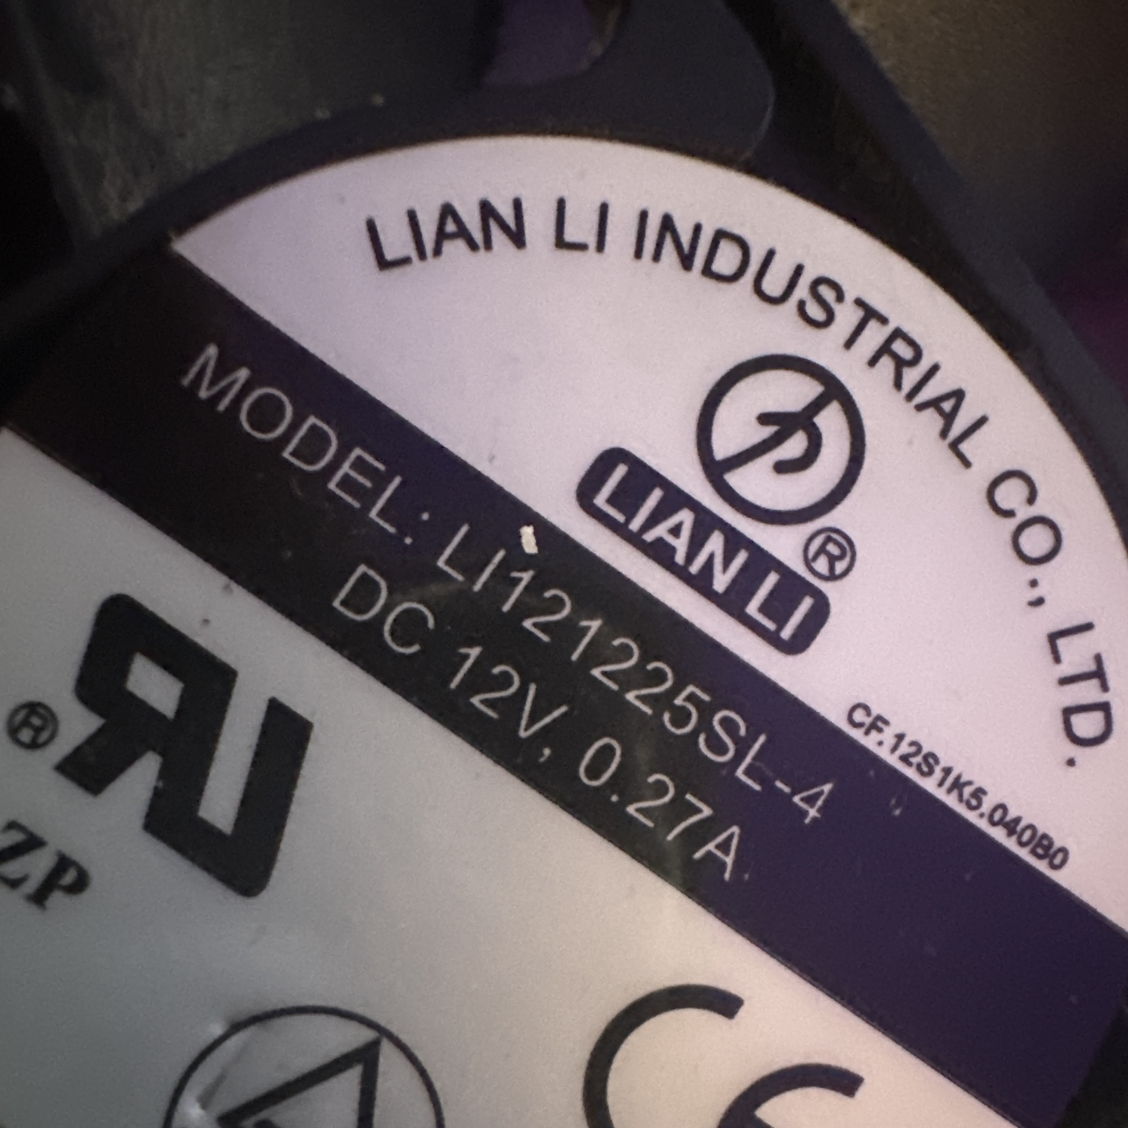 LIAN LI INDUSTRIAL CO., LTD.
®
LIAN LI
CF.12S1K5.040B0
MODEL: LI121225SL-4
DC 12V, 0.27A
®
ZP
CE